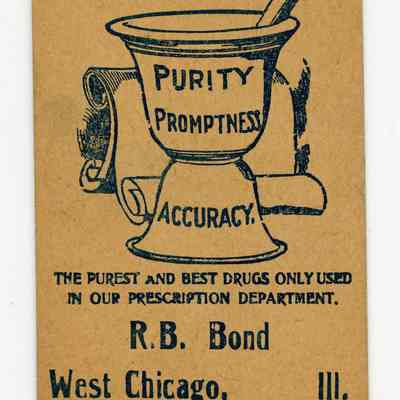 PURITY
PROMPTNESS
ACCURACY.
THE PUREST AND BEST DRUGS ONLY USED
IN OUR PRESCRIPTION DEPARTMENT.
R.B. Bond
West Chicago, Ill.